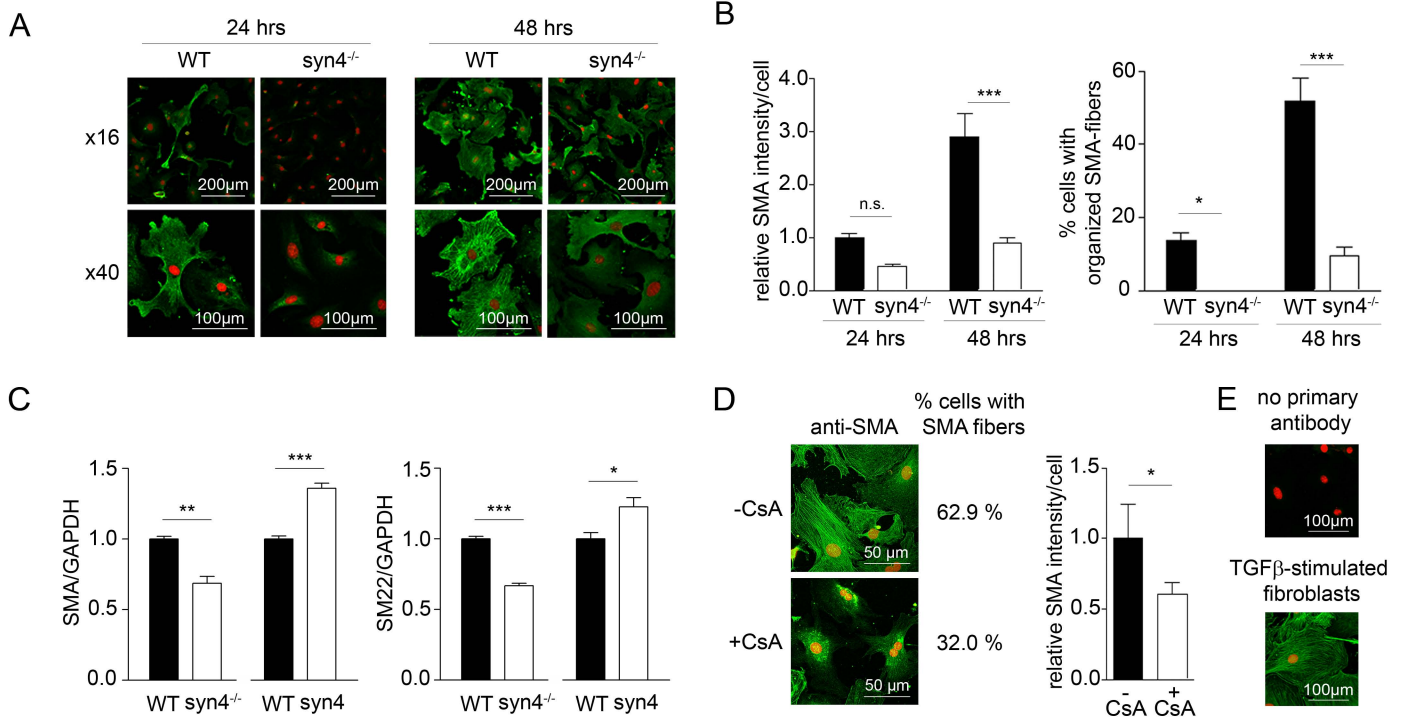 A
24 hrs
48 hrs
WT
syn4-/-
WT
syn4-/-
x16
200µm
200µm
200µm
200µm
x40
100µm
100µm
100µm
100µm
B
relative SMA intensity/cell
4.0
3.0
2.0
1.0
0.0
n.s.
***
WT syn4-/-
WT syn4-/-
24 hrs
48 hrs
% cells with
organized SMA-fibers
60
40
20
0
*
***
WT syn4-/-
WT syn4-/-
24 hrs
48 hrs
C
SMA/GAPDH
1.5
1.0
0.5
0.0
**
***
WT syn4-/-
WT syn4
SM22/GAPDH
1.5
1.0
0.5
0.0
***
*
WT syn4-/-
WT syn4
D
anti-SMA
% cells with
SMA fibers
-CsA
50 µm
62.9 %
+CsA
50 µm
32.0 %
relative SMA intensity/cell
1.5
1.0
0.5
0.0
*
- +
CsA CsA
E
no primary
antibody
100µm
TGFβ-stimulated
fibroblasts
100µm